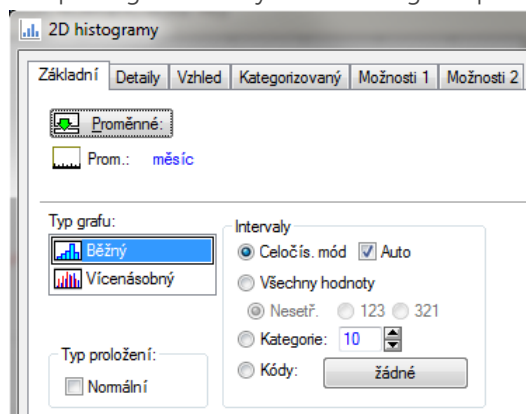 2D histogramy
Základní Detaily Vzhled Kategorizovaný Možnosti 1 Možnosti 2
Proměnné:
Prom.: měsíc
Typ grafu:
Běžný
Vícenásobný
Intervaly
Celočís. mód Auto
Všechny hodnoty
Nesetř. 123 321
Kategorie: 10
Kódy: žádné
Typ proložení:
Normální